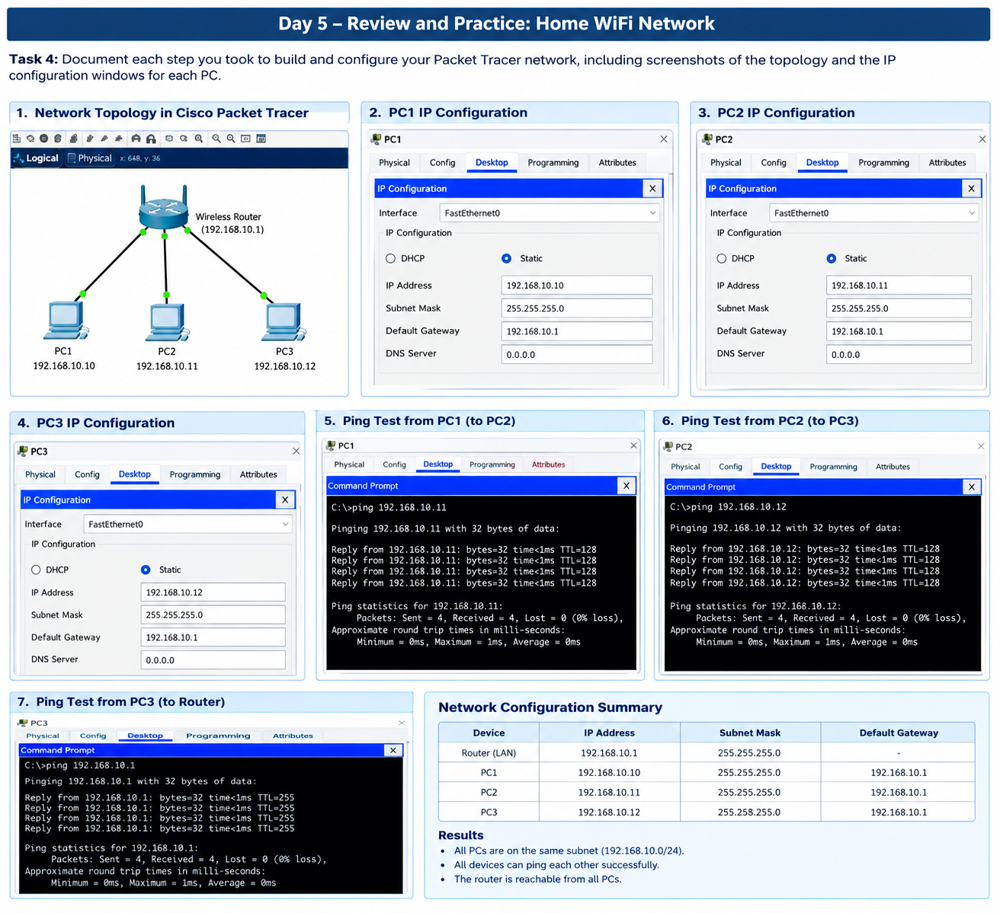 Day 5 – Review and Practice: Home WiFi Network
Task 4: Document each step you took to build and configure your Packet Tracer network, including screenshots of the topology and the IP
configuration windows for each PC.
1. Network Topology in Cisco Packet Tracer
Logical Physical x: 648, y: 36
Wireless Router
(192.168.10.1)
PC1
192.168.10.10
PC2
192.168.10.11
PC3
192.168.10.12
2. PC1 IP Configuration
PC1
Physical Config Desktop Programming Attributes
IP Configuration X
Interface FastEthernet0
IP Configuration
DHCP Static
IP Address 192.168.10.10
Subnet Mask 255.255.255.0
Default Gateway 192.168.10.1
DNS Server 0.0.0.0
3. PC2 IP Configuration
PC2
Physical Config Desktop Programming Attributes
IP Configuration X
Interface FastEthernet0
IP Configuration
DHCP Static
IP Address 192.168.10.11
Subnet Mask 255.255.255.0
Default Gateway 192.168.10.1
DNS Server 0.0.0.0
4. PC3 IP Configuration
PC3
Physical Config Desktop Programming Attributes
IP Configuration X
Interface FastEthernet0
IP Configuration
DHCP Static
IP Address 192.168.10.12
Subnet Mask 255.255.255.0
Default Gateway 192.168.10.1
DNS Server 0.0.0.0
5. Ping Test from PC1 (to PC2)
PC1
Physical Config Desktop Programming Attributes
Command Prompt X
C:\>ping 192.168.10.11
Pinging 192.168.10.11 with 32 bytes of data:
Reply from 192.168.10.11: bytes=32 time<1ms TTL=128
Reply from 192.168.10.11: bytes=32 time<1ms TTL=128
Reply from 192.168.10.11: bytes=32 time<1ms TTL=128
Reply from 192.168.10.11: bytes=32 time<1ms TTL=128
Ping statistics for 192.168.10.11:
Packets: Sent = 4, Received = 4, Lost = 0 (0% loss),
Approximate round trip times in milli-seconds:
Minimum = 0ms, Maximum = 1ms, Average = 0ms
6. Ping Test from PC2 (to PC3)
PC2
Physical Config Desktop Programming Attributes
Command Prompt X
C:\>ping 192.168.10.12
Pinging 192.168.10.12 with 32 bytes of data:
Reply from 192.168.10.12: bytes=32 time<1ms TTL=128
Reply from 192.168.10.12: bytes=32 time<1ms TTL=128
Reply from 192.168.10.12: bytes=32 time<1ms TTL=128
Reply from 192.168.10.12: bytes=32 time<1ms TTL=128
Ping statistics for 192.168.10.12:
Packets: Sent = 4, Received = 4, Lost = 0 (0% loss),
Approximate round trip times in milli-seconds:
Minimum = 0ms, Maximum = 1ms, Average = 0ms
7. Ping Test from PC3 (to Router)
PC3
Physical Config Desktop Programming Attributes
Command Prompt X
C:\>ping 192.168.10.1
Pinging 192.168.10.1 with 32 bytes of data:
Reply from 192.168.10.1: bytes=32 time<1ms TTL=255
Reply from 192.168.10.1: bytes=32 time<1ms TTL=255
Reply from 192.168.10.1: bytes=32 time<1ms TTL=255
Reply from 192.168.10.1: bytes=32 time<1ms TTL=255
Ping statistics for 192.168.10.1:
Packets: Sent = 4, Received = 4, Lost = 0 (0% loss),
Approximate round trip times in milli-seconds:
Minimum = 0ms, Maximum = 1ms, Average = 0ms
Network Configuration Summary
Device IP Address Subnet Mask Default Gateway
Router (LAN) 192.168.10.1 255.255.255.0 -
PC1 192.168.10.10 255.255.255.0 192.168.10.1
PC2 192.168.10.11 255.255.255.0 192.168.10.1
PC3 192.168.10.12 255.258.255.0 192.168.10.1
Results
• All PCs are on the same subnet (192.168.10.0/24).
• All devices can ping each other successfully.
• The router is reachable from all PCs.